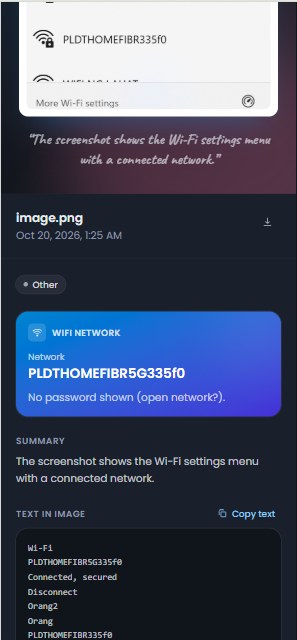 PLDTHOMEFIBR335f0
More Wi-Fi settings
"The screenshot shows the Wi-Fi settings menu
with a connected network."
image.png
Oct 20, 2026, 1:25 AM
Other
WIFI NETWORK
Network
PLDTHOMEFIBR5G335f0
No password shown (open network?).
SUMMARY
The screenshot shows the Wi-Fi settings menu
with a connected network.
TEXT IN IMAGE
Copy text
Wi-Fi
PLDTHOMEFIBR5G335f0
Connected, secured
Disconnect
Orang2
Orang
PLDTHOMEFIBR335f0